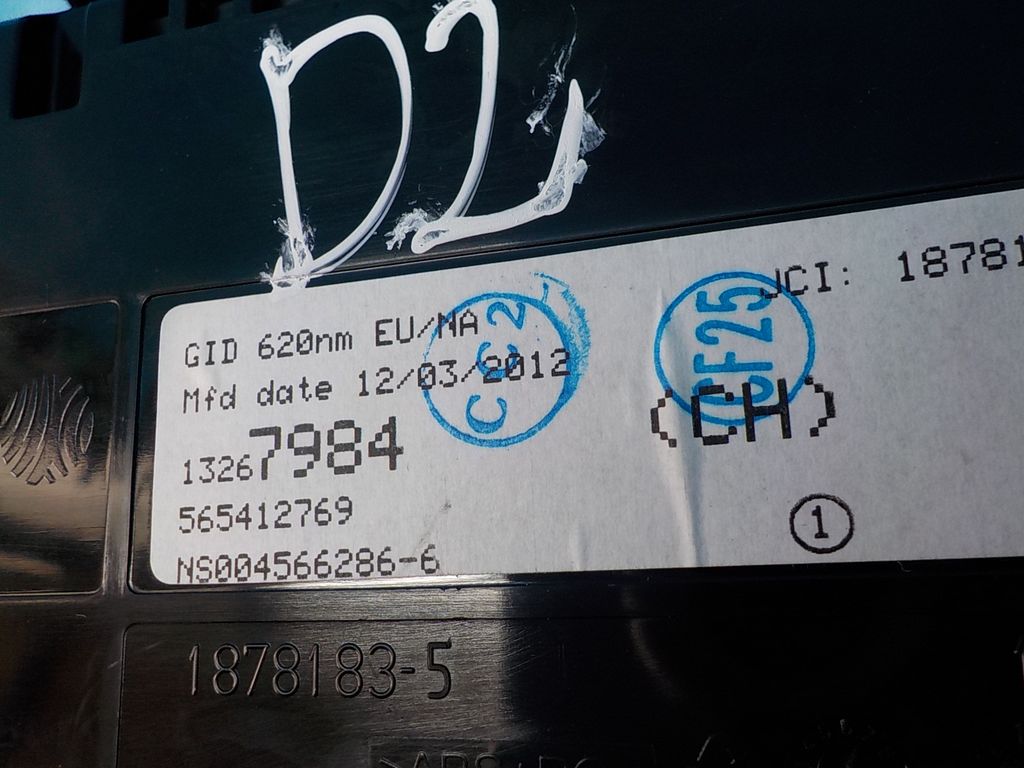 D2
JCI: 18781
GID 620nm EU/NA
Mfd date 12/03/2012
CC2
CF25
13267984
(CH)
565412769
1
NS004566286-6
1878183-5